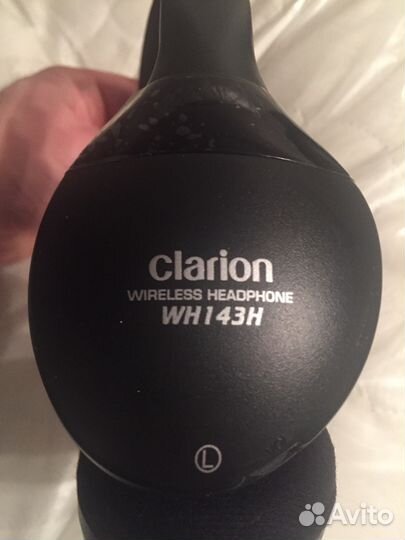 clarion
WIRELESS HEADPHONE
WH143H
L
Avito